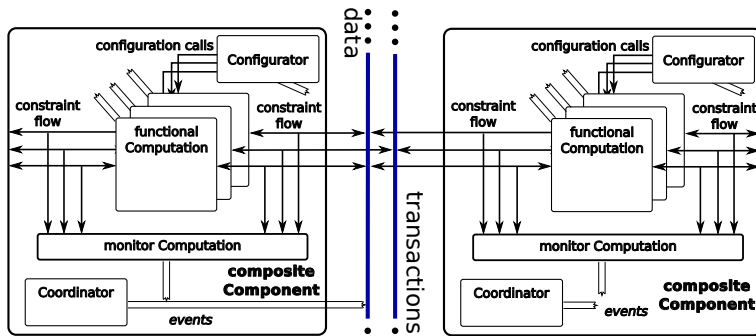 data
configuration calls
Configurator
constraint
flow
functional
Computation
constraint
flow
monitor Computation
composite
Component
Coordinator
events
transactions
configuration calls
Configurator
constraint
flow
functional
Computation
constraint
flow
monitor Computation
composite
Component
Coordinator
events